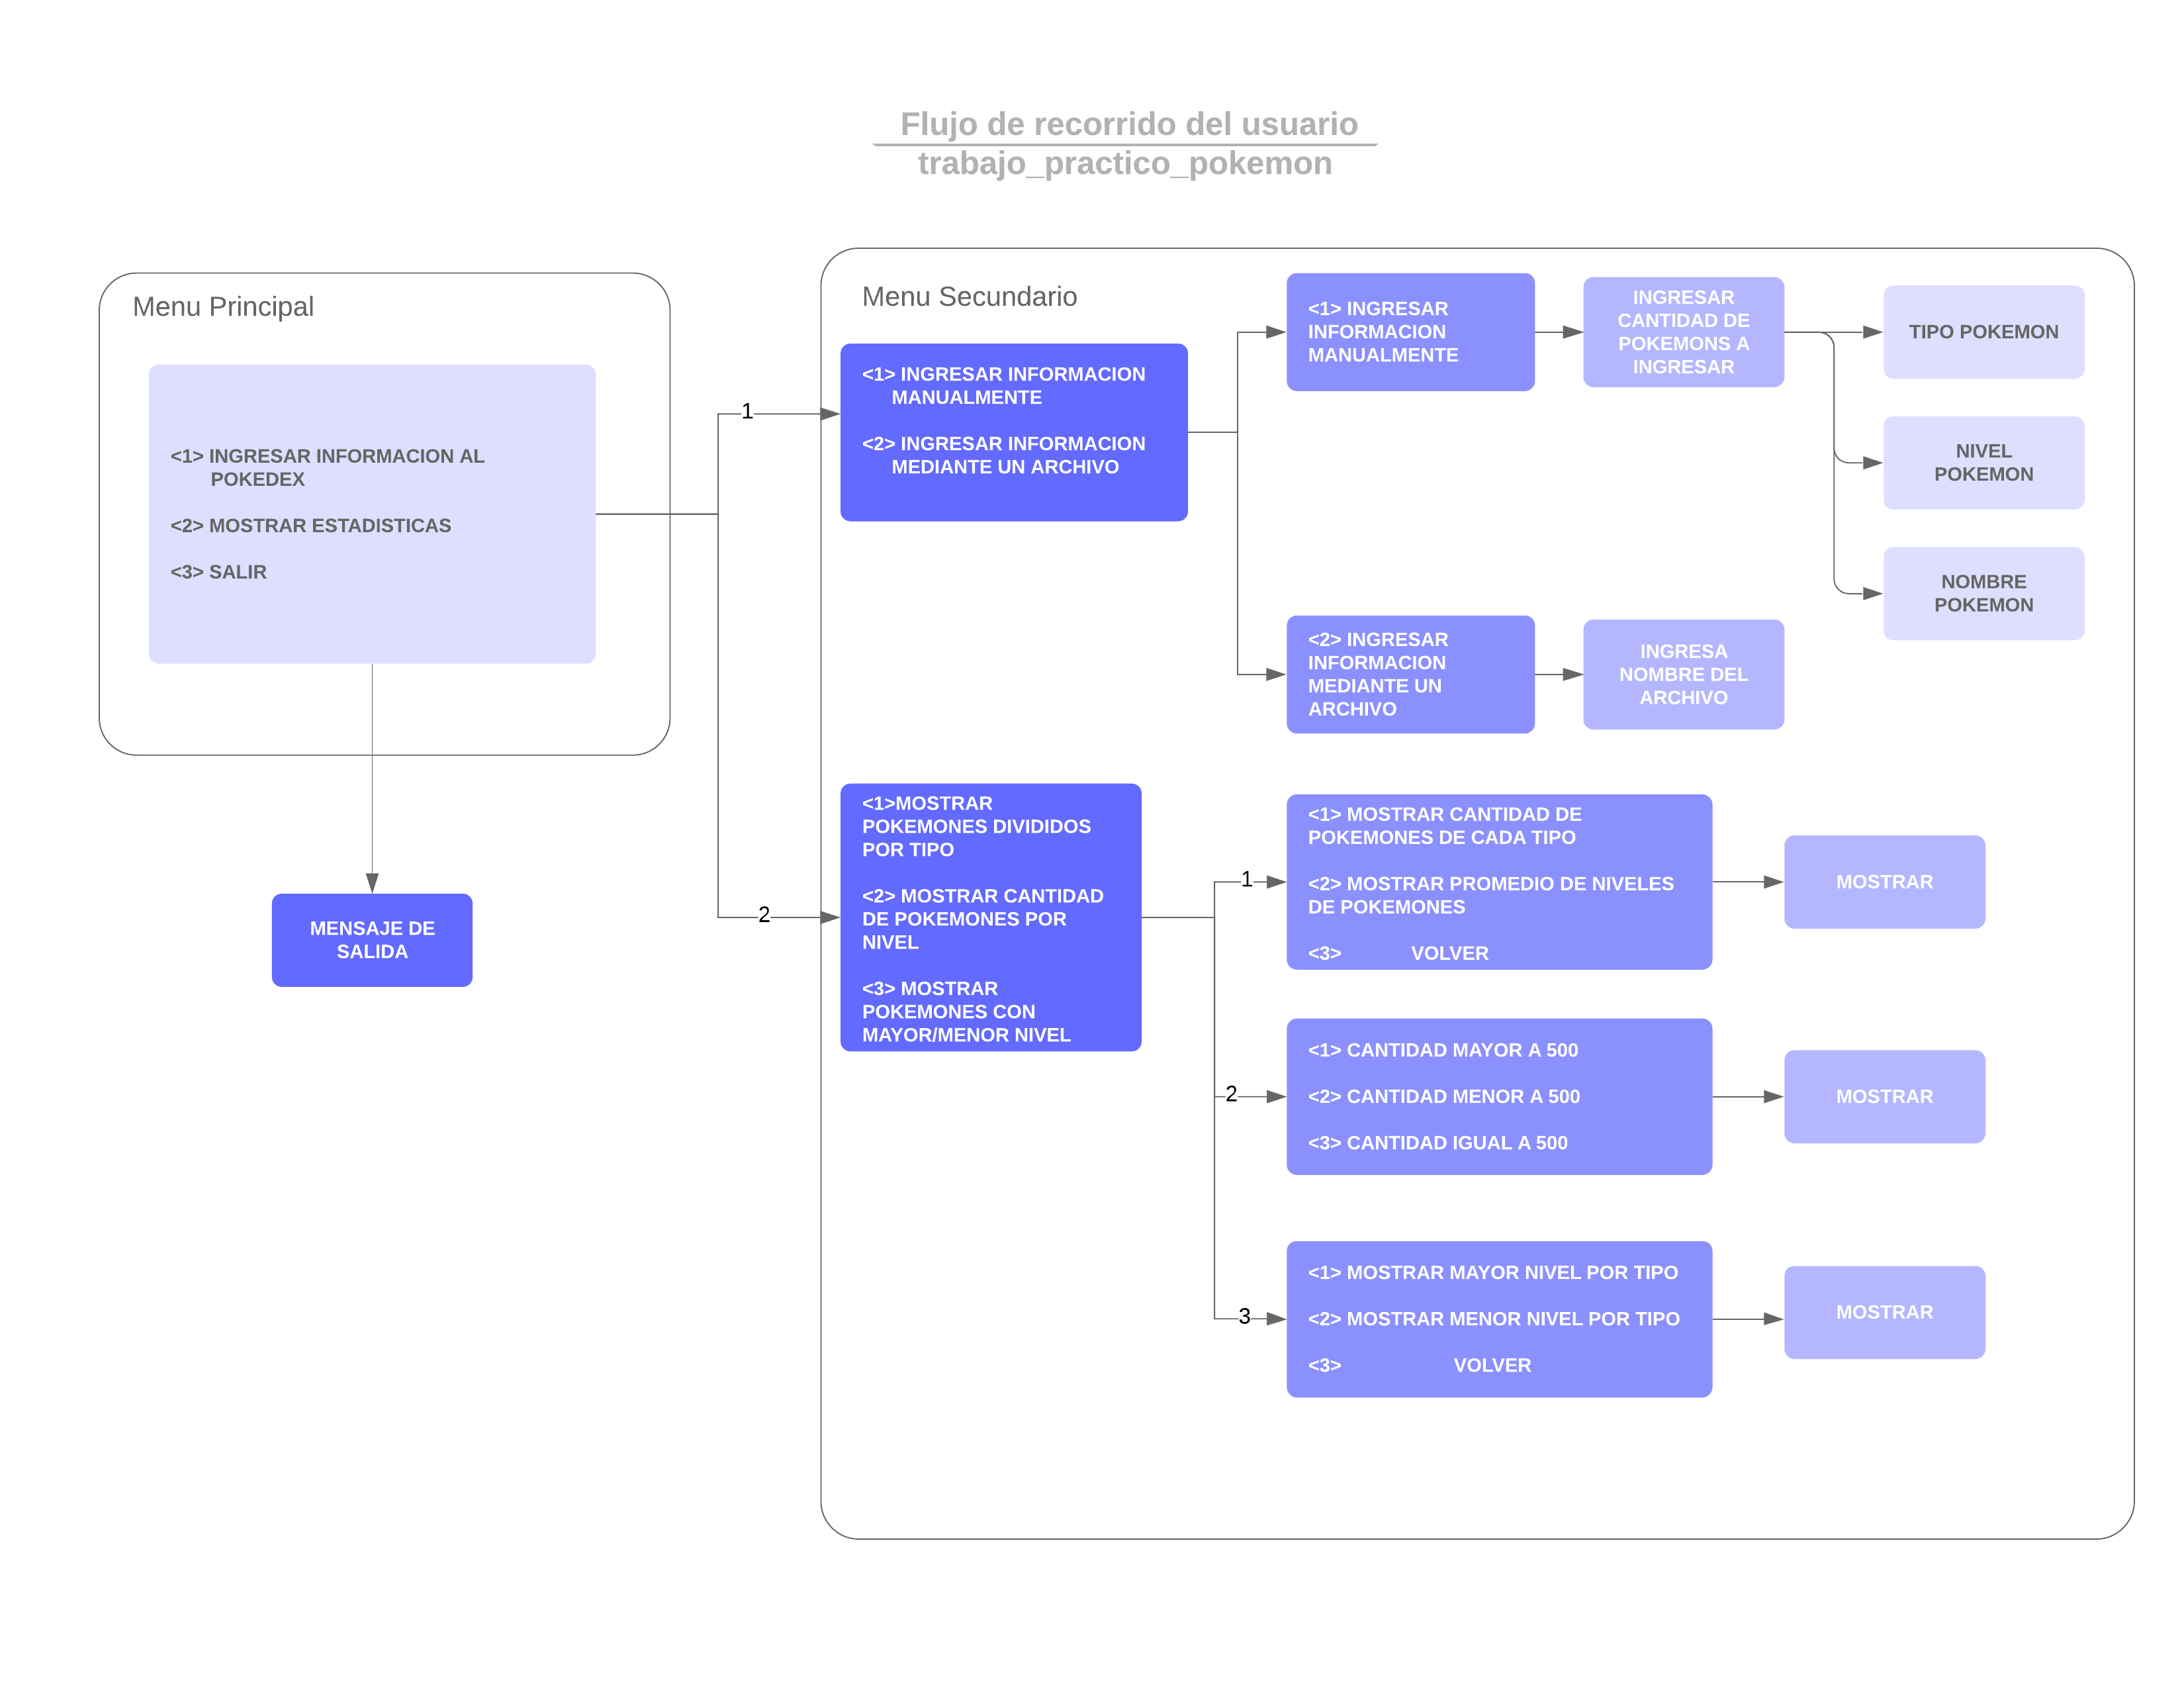 Flujo de recorrido del usuario
trabajo_practico_pokemon
Menu Principal
<1> INGRESAR INFORMACION AL
POKEDEX
<2> MOSTRAR ESTADISTICAS
<3> SALIR
MENSAJE DE
SALIDA
1
2
Menu Secundario
<1> INGRESAR INFORMACION
MANUALMENTE
<2> INGRESAR INFORMACION
MEDIANTE UN ARCHIVO
<1> INGRESAR
INFORMACION
MANUALMENTE
INGRESAR
CANTIDAD DE
POKEMONS A
INGRESAR
TIPO POKEMON
NIVEL
POKEMON
NOMBRE
POKEMON
<2> INGRESAR
INFORMACION
MEDIANTE UN
ARCHIVO
INGRESA
NOMBRE DEL
ARCHIVO
<1>MOSTRAR
POKEMONES DIVIDIDOS
POR TIPO
<2> MOSTRAR CANTIDAD
DE POKEMONES POR
NIVEL
<3> MOSTRAR
POKEMONES CON
MAYOR/MENOR NIVEL
1
<1> MOSTRAR CANTIDAD DE
POKEMONES DE CADA TIPO
<2> MOSTRAR PROMEDIO DE NIVELES
DE POKEMONES
<3> VOLVER
MOSTRAR
2
<1> CANTIDAD MAYOR A 500
<2> CANTIDAD MENOR A 500
<3> CANTIDAD IGUAL A 500
MOSTRAR
3
<1> MOSTRAR MAYOR NIVEL POR TIPO
<2> MOSTRAR MENOR NIVEL POR TIPO
<3> VOLVER
MOSTRAR